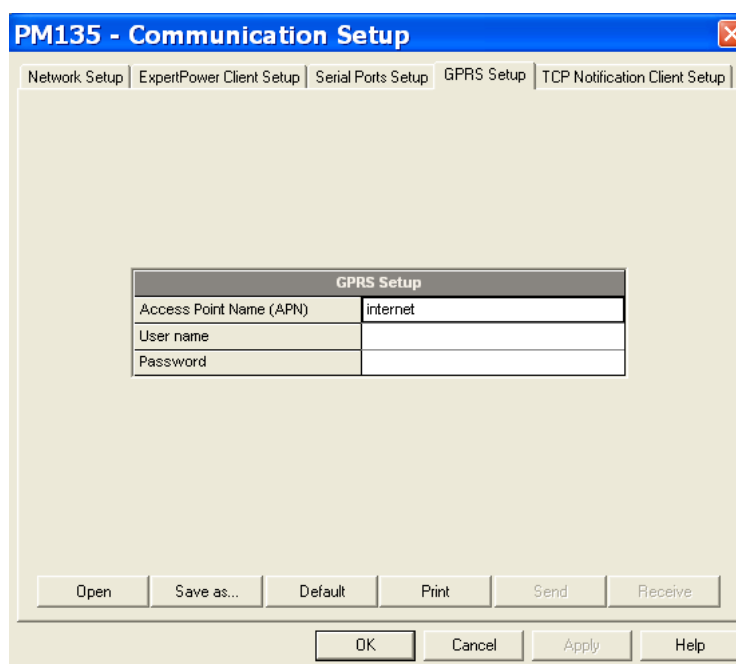 PM135 - Communication Setup
Network Setup ExpertPower Client Setup Serial Ports Setup GPRS Setup TCP Notification Client Setup
GPRS Setup
Access Point Name (APN) internet
User name
Password
Open Save as... Default Print Send Receive
OK Cancel Apply Help